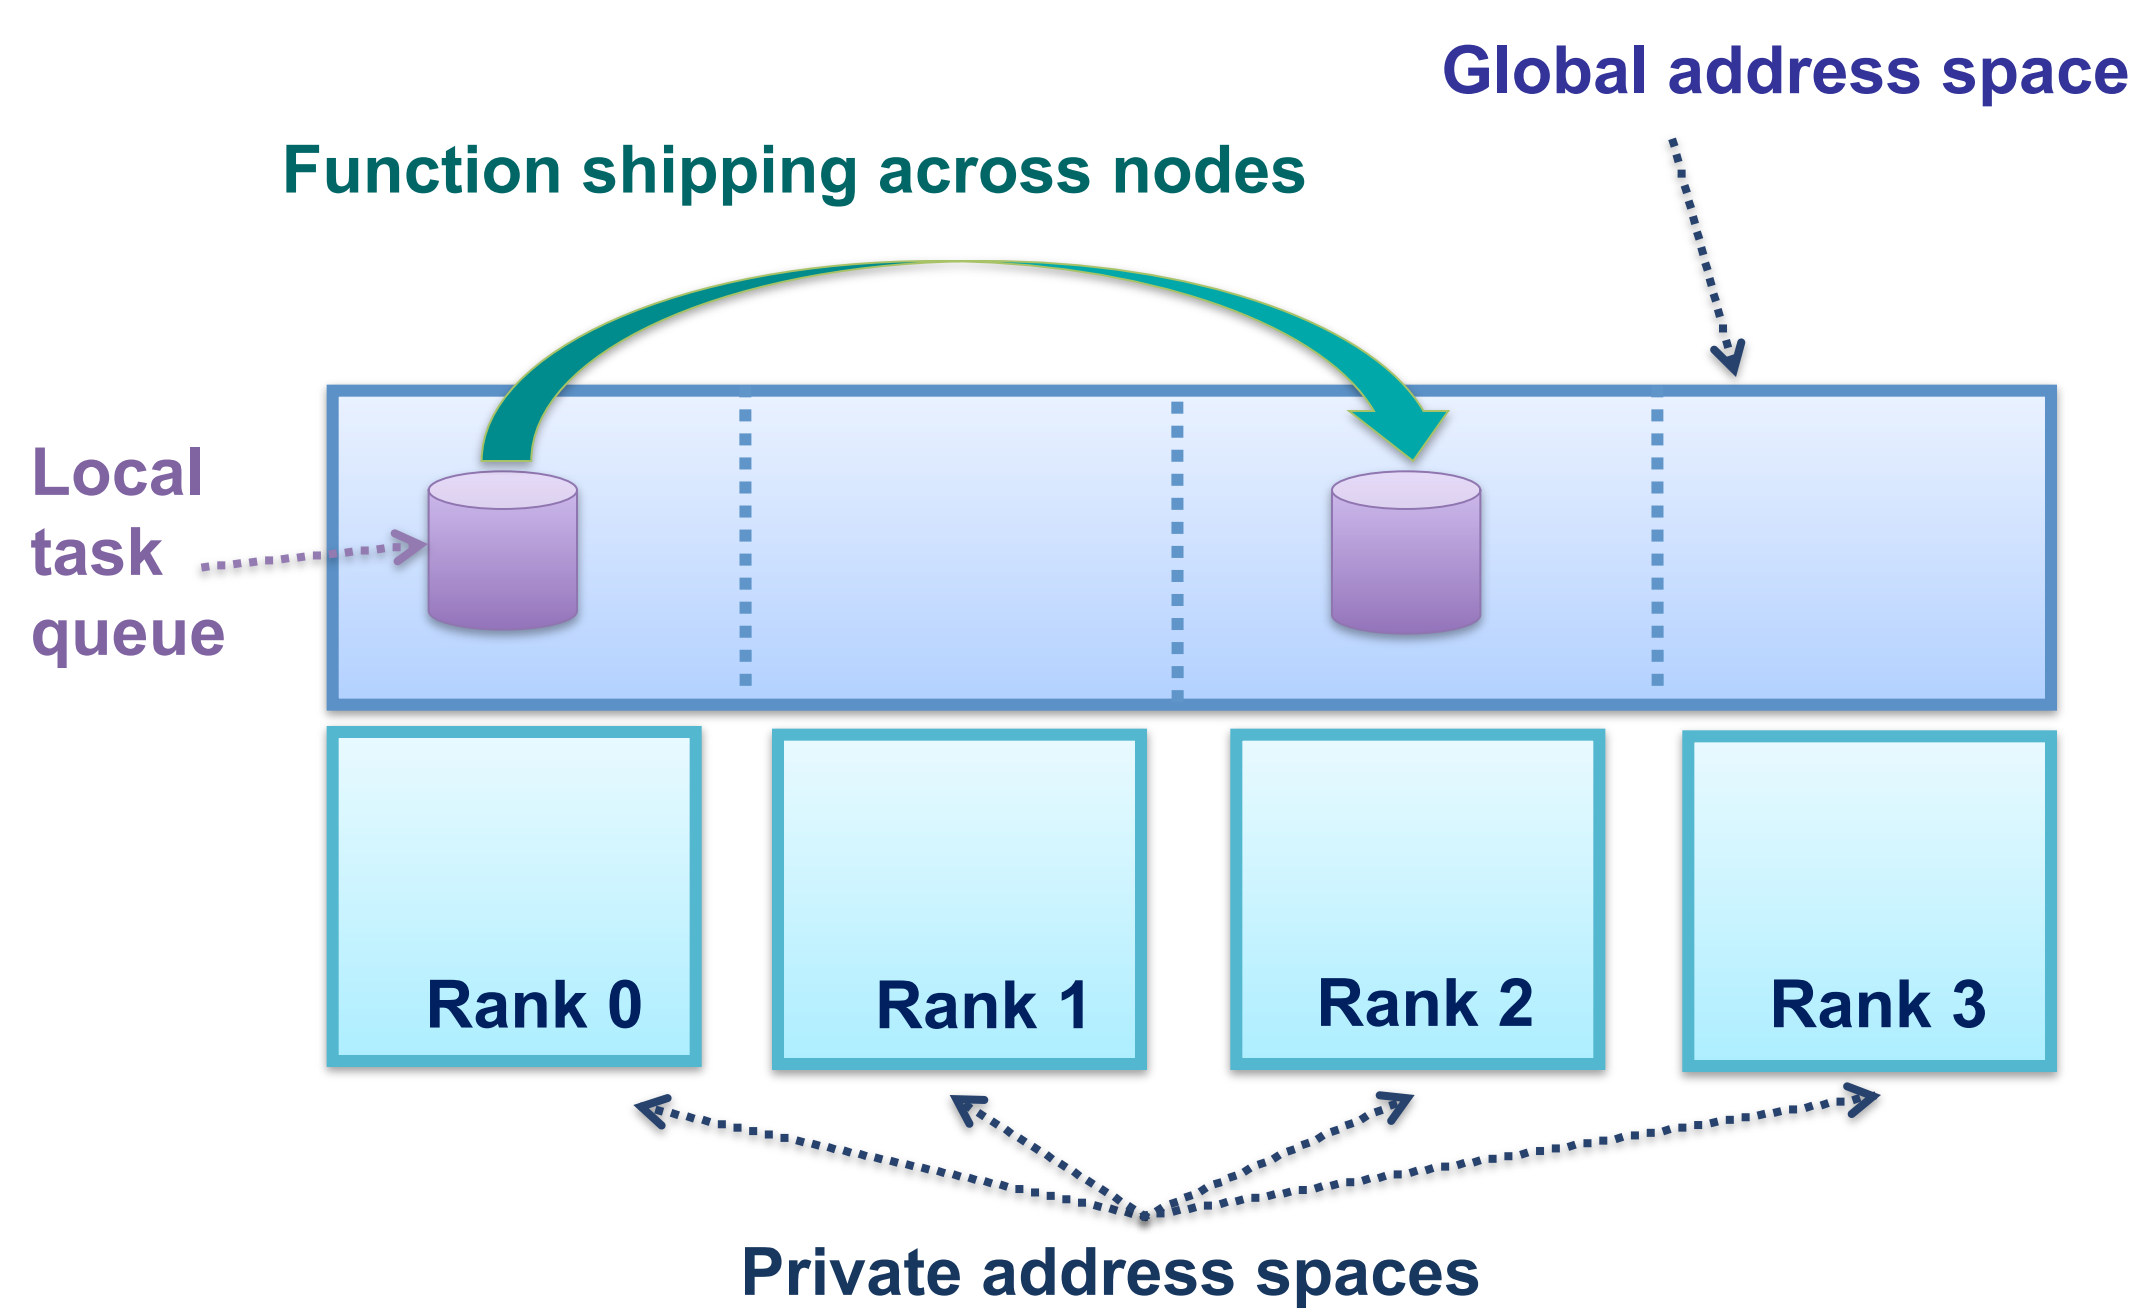 Global address space
Function shipping across nodes
Local
task
queue
Rank 0
Rank 1
Rank 2
Rank 3
Private address spaces